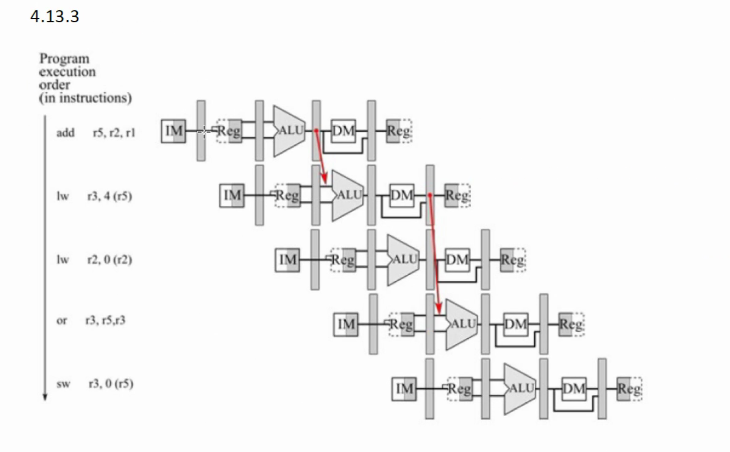 4.13.3
Program
execution
order
(in instructions)
add r5, r2, r1 IM Reg ALU DM Reg
lw r3, 4 (r5) IM Reg ALU DM Reg
lw r2, 0 (r2) IM Reg ALU DM Reg
or r3, r5,r3 IM Reg ALU DM Reg
sw r3, 0 (r5) IM Reg ALU DM Reg